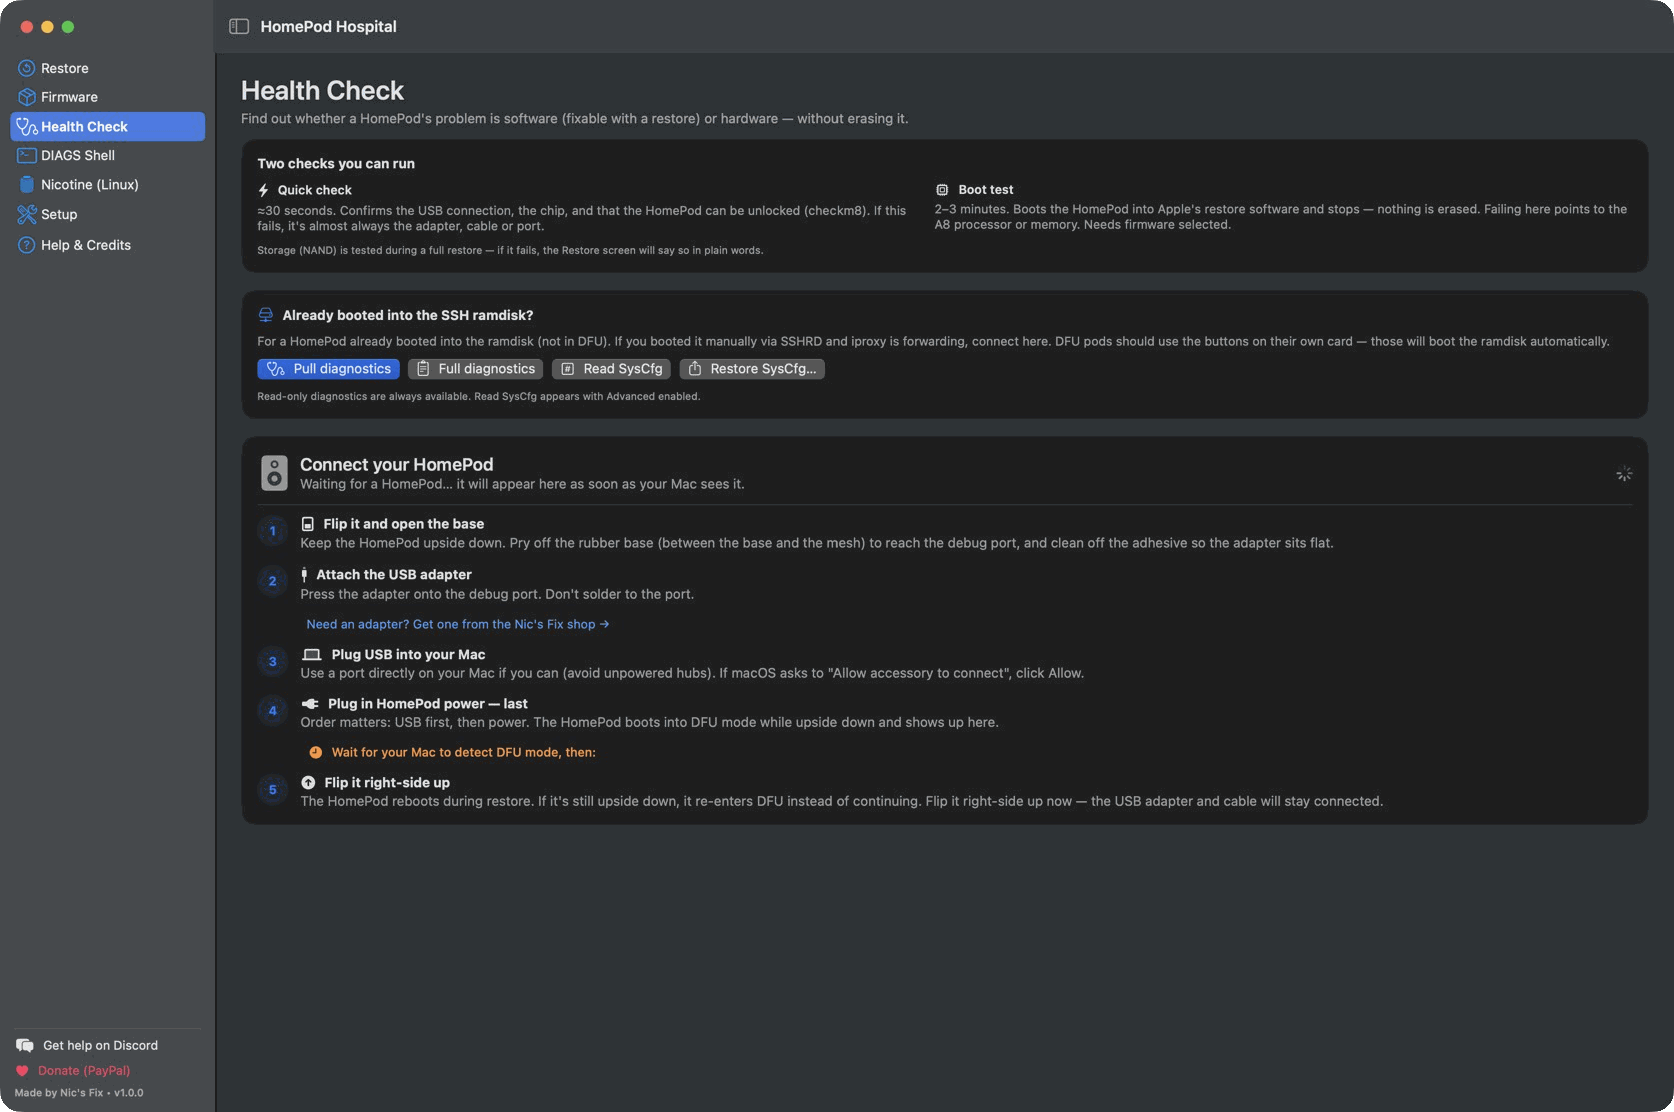 HomePod Hospital
Restore
Firmware
Health Check
DIAGS Shell
Nicotine (Linux)
Setup
Help & Credits
Health Check
Find out whether a HomePod's problem is software (fixable with a restore) or hardware — without erasing it.
Two checks you can run
Quick check
≈30 seconds. Confirms the USB connection, the chip, and that the HomePod can be unlocked (checkm8). If this
fails, it's almost always the adapter, cable or port.
Boot test
2–3 minutes. Boots the HomePod into Apple's restore software and stops — nothing is erased. Failing here points to the
A8 processor or memory. Needs firmware selected.
Storage (NAND) is tested during a full restore — if it fails, the Restore screen will say so in plain words.
Already booted into the SSH ramdisk?
For a HomePod already booted into the ramdisk (not in DFU). If you booted it manually via SSHRD and iproxy is forwarding, connect here. DFU pods should use the buttons on their own card — those will boot the ramdisk automatically.
Pull diagnostics
Full diagnostics
Read SysCfg
Restore SysCfg...
Read-only diagnostics are always available. Read SysCfg appears with Advanced enabled.
Connect your HomePod
Waiting for a HomePod... it will appear here as soon as your Mac sees it.
1
Flip it and open the base
Keep the HomePod upside down. Pry off the rubber base (between the base and the mesh) to reach the debug port, and clean off the adhesive so the adapter sits flat.
2
Attach the USB adapter
Press the adapter onto the debug port. Don't solder to the port.
Need an adapter? Get one from the Nic's Fix shop →
3
Plug USB into your Mac
Use a port directly on your Mac if you can (avoid unpowered hubs). If macOS asks to "Allow accessory to connect", click Allow.
4
Plug in HomePod power — last
Order matters: USB first, then power. The HomePod boots into DFU mode while upside down and shows up here.
Wait for your Mac to detect DFU mode, then:
5
Flip it right-side up
The HomePod reboots during restore. If it's still upside down, it re-enters DFU instead of continuing. Flip it right-side up now — the USB adapter and cable will stay connected.
Get help on Discord
Donate (PayPal)
Made by Nic's Fix • v1.0.0